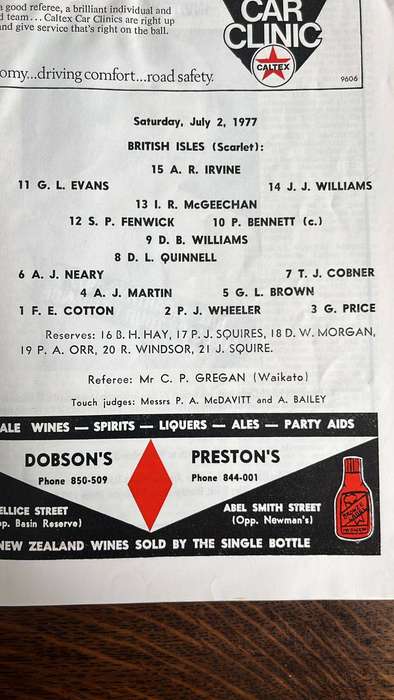 a good referee, a brilliant individual and
d team... Caltex Car Clinics are right up
nd give service that's right on the ball.
CAR
CLINIC
CALTEX
omy...driving comfort...road safety.
9606
Saturday, July 2, 1977
BRITISH ISLES (Scarlet):
15 A. R. IRVINE
11 G. L. EVANS 14 J. J. WILLIAMS
13 I. R. McGEECHAN
12 S. P. FENWICK 10 P. BENNETT (c.)
9 D. B. WILLIAMS
8 D. L. QUINNELL
6 A. J. NEARY 7 T. J. COBNER
4 A. J. MARTIN 5 G. L. BROWN
1 F. E. COTTON 2 P. J. WHEELER 3 G. PRICE
Reserves: 16 B. H. HAY, 17 P. J. SQUIRES, 18 D. W. MORGAN,
19 P. A. ORR, 20 R. WINDSOR, 21 J. SQUIRE.
Referee: Mr C. P. GREGAN (Waikato)
Touch judges: Messrs P. A. McDAVITT and A. BAILEY
ALE WINES — SPIRITS — LIQUERS — ALES — PARTY AIDS
DOBSON'S PRESTON'S
Phone 850-509 Phone 844-001
ELLICE STREET ABEL SMITH STREET
pp. Basin Reserve) (Opp. Newman's)
NEW ZEALAND WINES SOLD BY THE SINGLE BOTTLE